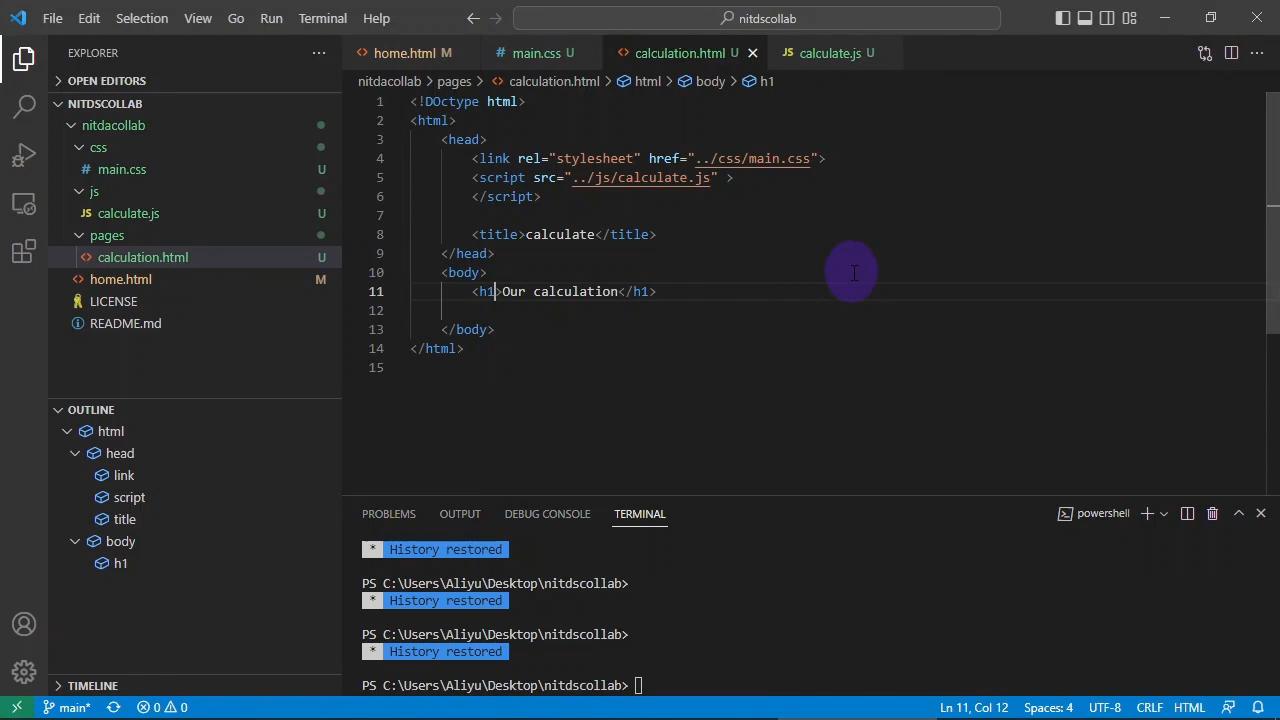 File Edit Selection View Go Run Terminal Help nitdscollab
EXPLORER
OPEN EDITORS
NITDSCOLLAB
nitdacollab
css
main.css U
js
calculate.js U
pages
calculation.html U
home.html M
LICENSE
README.md
OUTLINE
html
head
link
script
title
body
h1
TIMELINE
home.html M main.css U calculation.html U calculate.js U
nitdacollab > pages > calculation.html > html > body > h1
1 <!DOctype html>
2 <html>
3 <head>
4 <link rel="stylesheet" href="../css/main.css">
5 <script src="../js/calculate.js" >
6 </script>
7
8 <title>calculate</title>
9 </head>
10 <body>
11 <h1>Our calculation</h1>
12
13 </body>
14 </html>
15
PROBLEMS OUTPUT DEBUG CONSOLE TERMINAL powershell
* History restored
PS C:\Users\Aliyu\Desktop\nitdscollab>
* History restored
PS C:\Users\Aliyu\Desktop\nitdscollab>
* History restored
PS C:\Users\Aliyu\Desktop\nitdscollab>
main* 0 0 Ln 11, Col 12 Spaces: 4 UTF-8 CRLF HTML